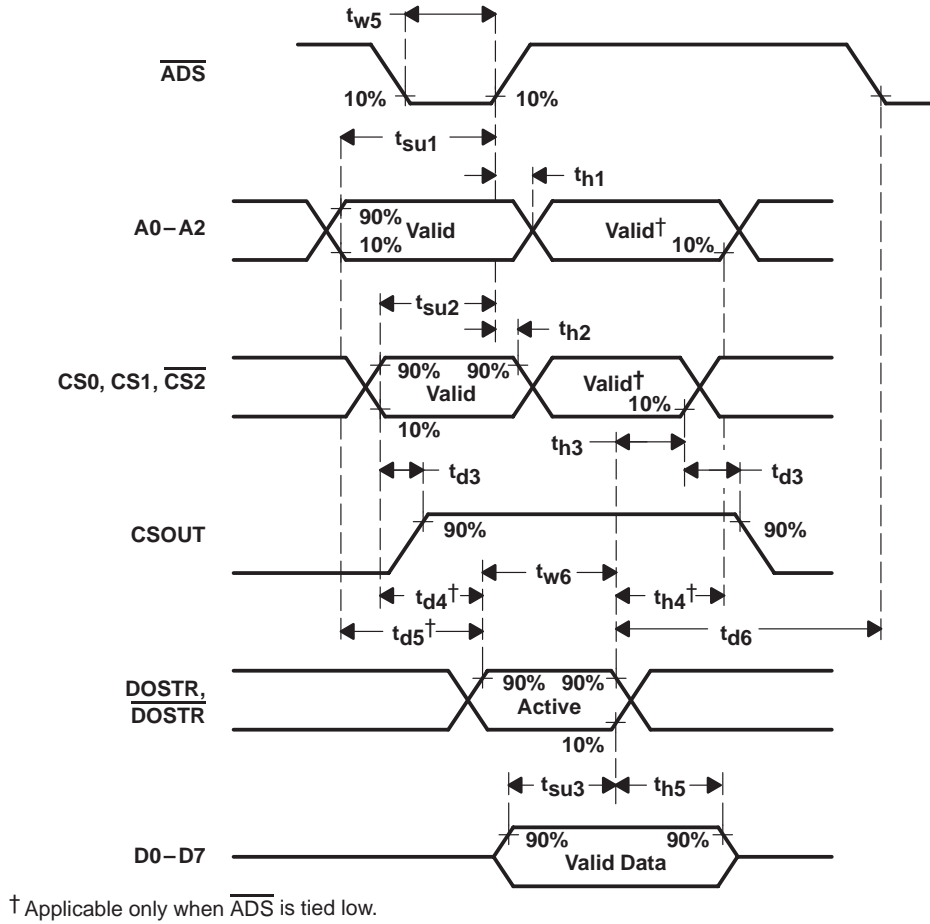 tw5
ADS
10% 10%
tsu1
th1
A0–A2
90% Valid Valid†
10% 10%
tsu2
th2
CS0, CS1, CS2
90% 90%
Valid Valid†
10% 10%
th3
td3 td3
CSOUT
90% 90%
tw6
td4† th4†
td5† td6
DOSTR,
DOSTR
90% 90%
Active
10%
tsu3 th5
D0–D7
90% 90%
Valid Data
† Applicable only when ADS is tied low.